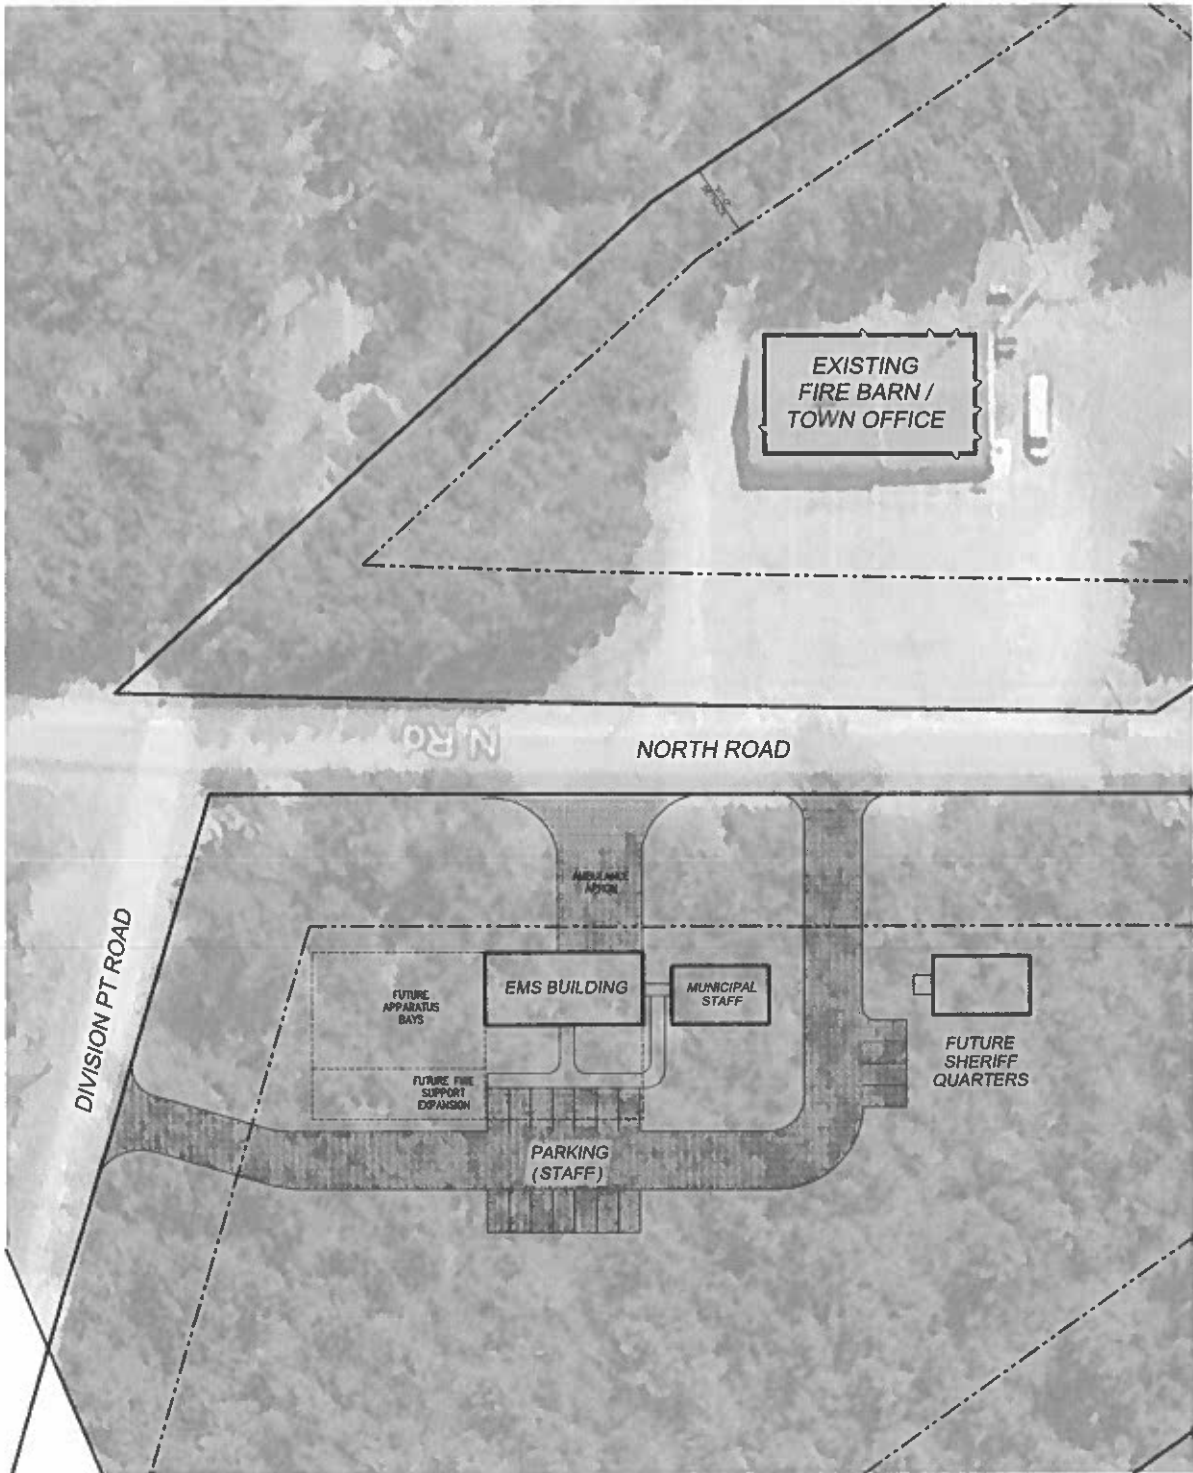 EXISTING
FIRE BARN /
TOWN OFFICE
N Rd
NORTH ROAD
AMBULANCE
APRON
DIVISION PT ROAD
FUTURE
APPARATUS
BAYS
EMS BUILDING
MUNICIPAL
STAFF
FUTURE
SHERIFF
QUARTERS
FUTURE FIRE
SUPPORT
EXPANSION
PARKING
(STAFF)